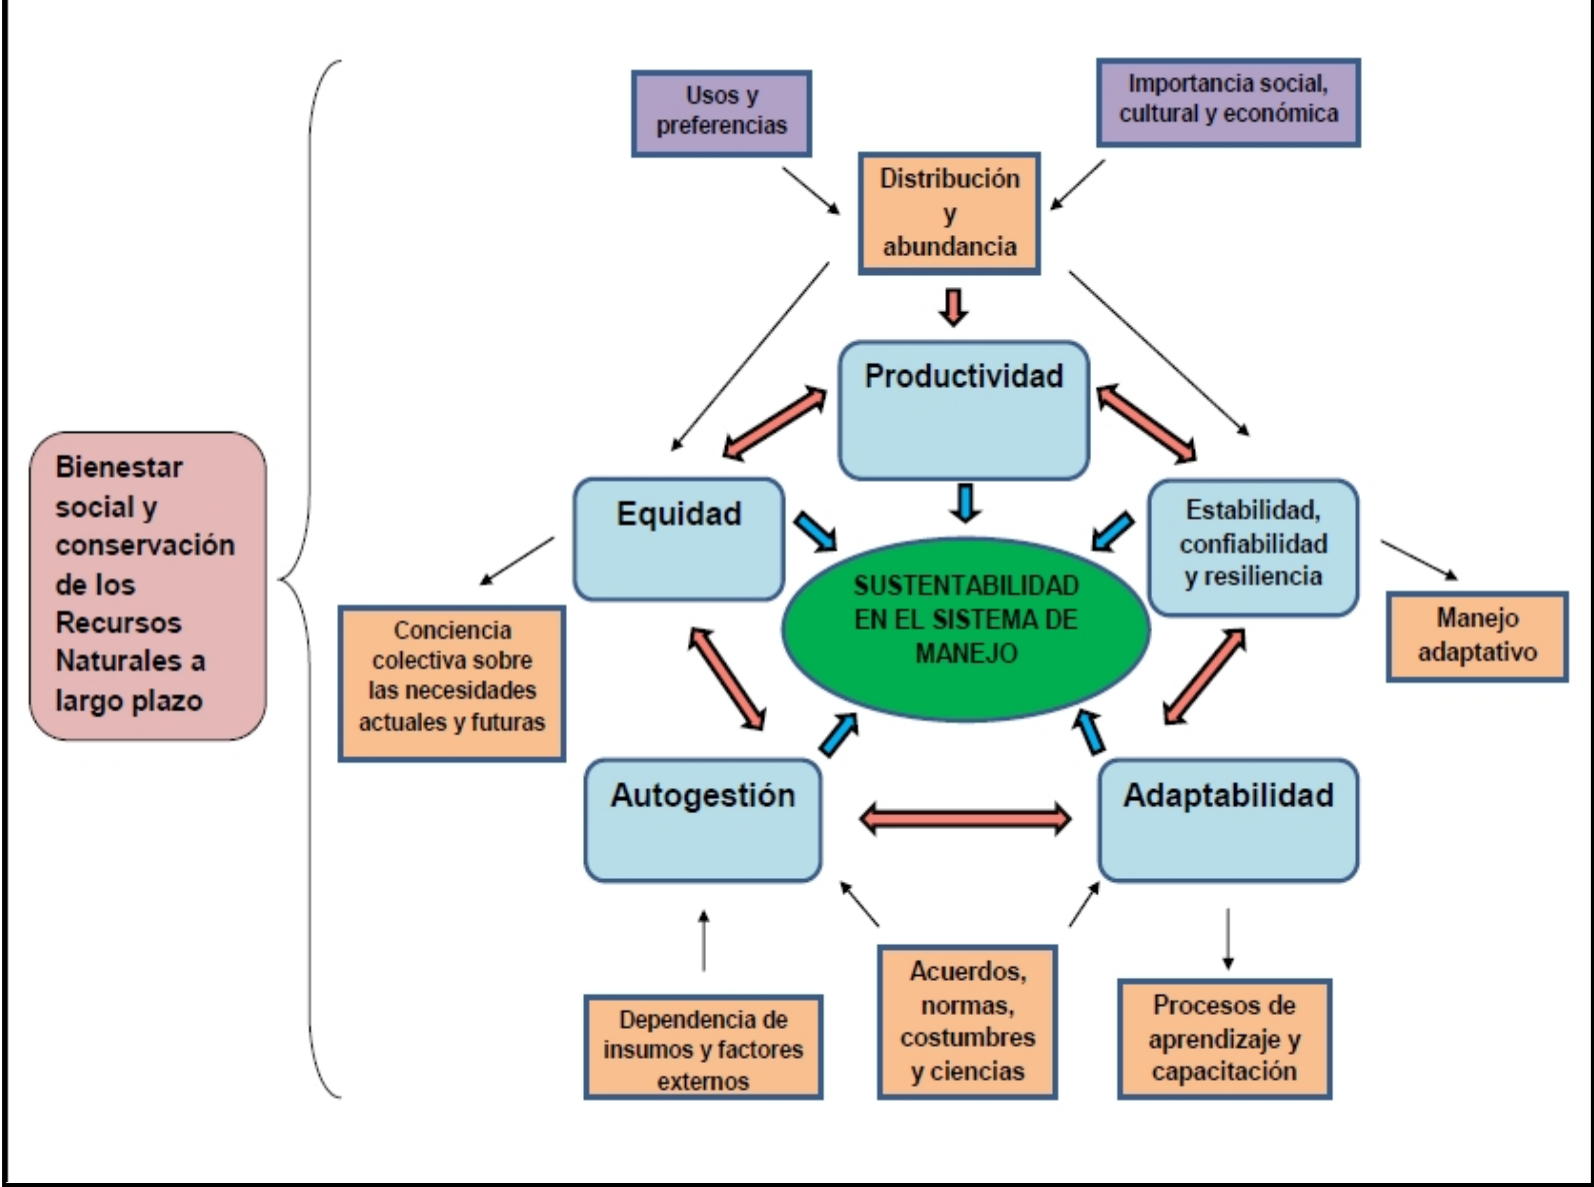 Usos y
preferencias
Importancia social,
cultural y económica
Distribución
y
abundancia
Productividad
Equidad
Estabilidad,
confiabilidad
y resiliencia
Bienestar
social y
conservación
de los
Recursos
Naturales a
largo plazo
SUSTENTABILIDAD
EN EL SISTEMA DE
MANEJO
Conciencia
colectiva sobre
las necesidades
actuales y futuras
Manejo
adaptativo
Autogestión
Adaptabilidad
Dependencia de
insumos y factores
externos
Acuerdos,
normas,
costumbres
y ciencias
Procesos de
aprendizaje y
capacitación